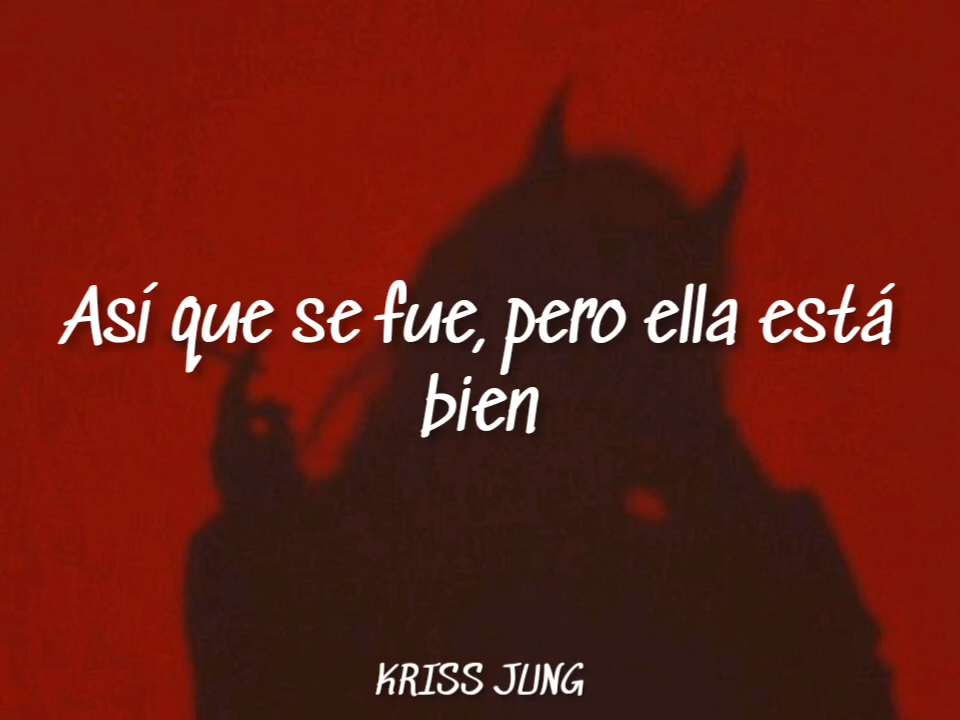 Así que se fue, pero ella está
bien
KRISS JUNG